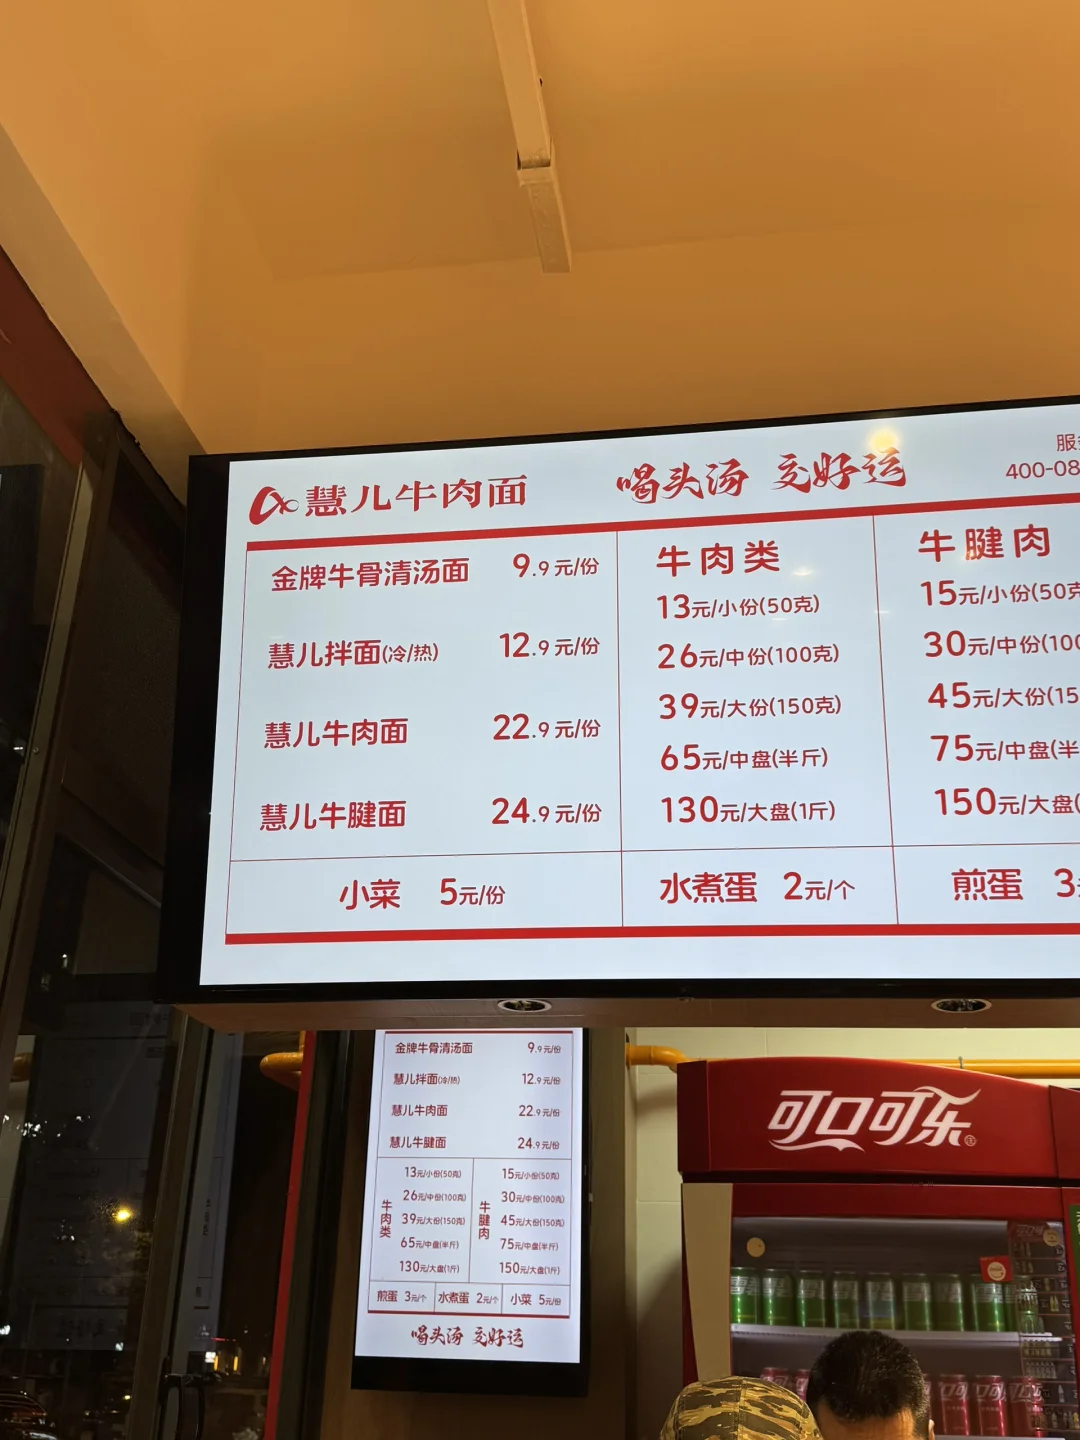 慧儿牛肉面
喝头汤 交好运
400-08
金牌牛骨清汤面 9.9元/份
慧儿拌面(冷/热) 12.9元/份
慧儿牛肉面 22.9元/份
慧儿牛腱面 24.9元/份
牛肉类
13元/小份(50克)
26元/中份(100克)
39元/大份(150克)
65元/中盘(半斤)
130元/大盘(1斤)
牛腱肉
15元/小份(50克
30元/中份(100
45元/大份(15
75元/中盘(半
150元/大盘(
小菜 5元/份
水煮蛋 2元/个
煎蛋 3
金牌牛骨清汤面 9.9元/份
慧儿拌面(冷/热) 12.9元/份
慧儿牛肉面 22.9元/份
慧儿牛腱面 24.9元/份
牛肉类
13元/小份(50克)
26元/中份(100克)
39元/大份(150克)
65元/中盘(半斤)
130元/大盘(1斤)
牛腱肉
15元/小份(50克)
30元/中份(100克)
45元/大份(150克)
75元/中盘(半斤)
150元/大盘(1斤)
煎蛋 3元/个
水煮蛋 2元/个
小菜 5元/份
喝头汤 交好运
可口可乐